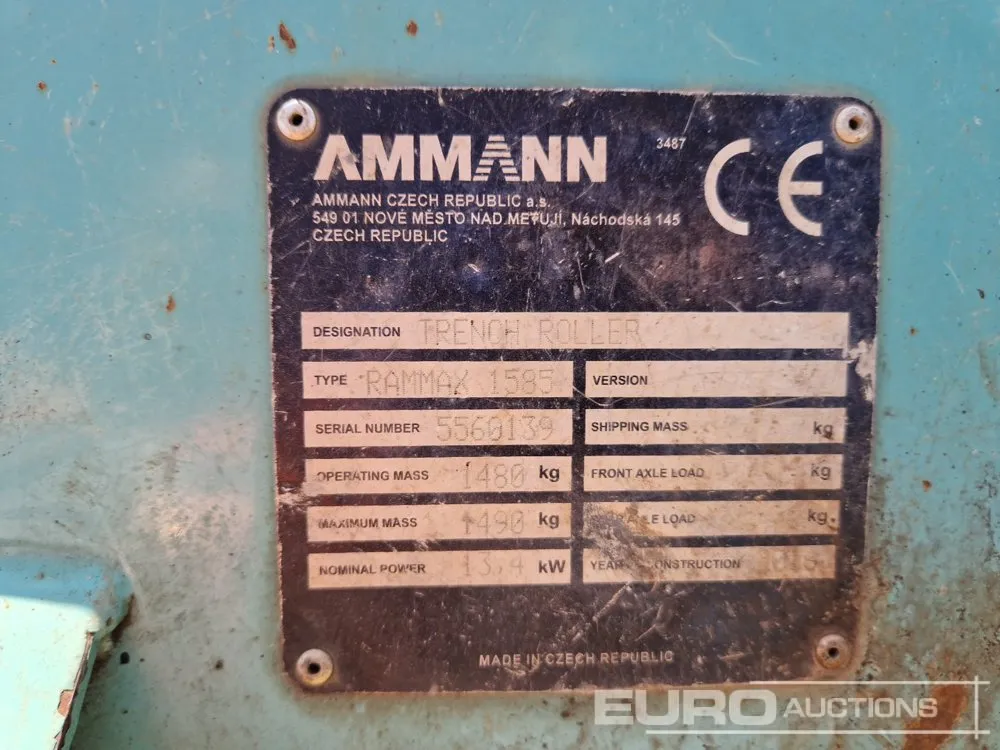 AMMANN
3487
CE
AMMANN CZECH REPUBLIC a.s.
549 01 NOVÉ MĚSTO NAD METUJÍ, Náchodská 145
CZECH REPUBLIC
DESIGNATION TRENCH ROLLER
TYPE RAMMAX 1585 VERSION
SERIAL NUMBER 5560139 SHIPPING MASS kg
OPERATING MASS 1480 kg FRONT AXLE LOAD kg
MAXIMUM MASS 1490 kg LOAD kg
NOMINAL POWER 13,4 kW YEAR CONSTRUCTION
MADE IN CZECH REPUBLIC
EURO AUCTIONS